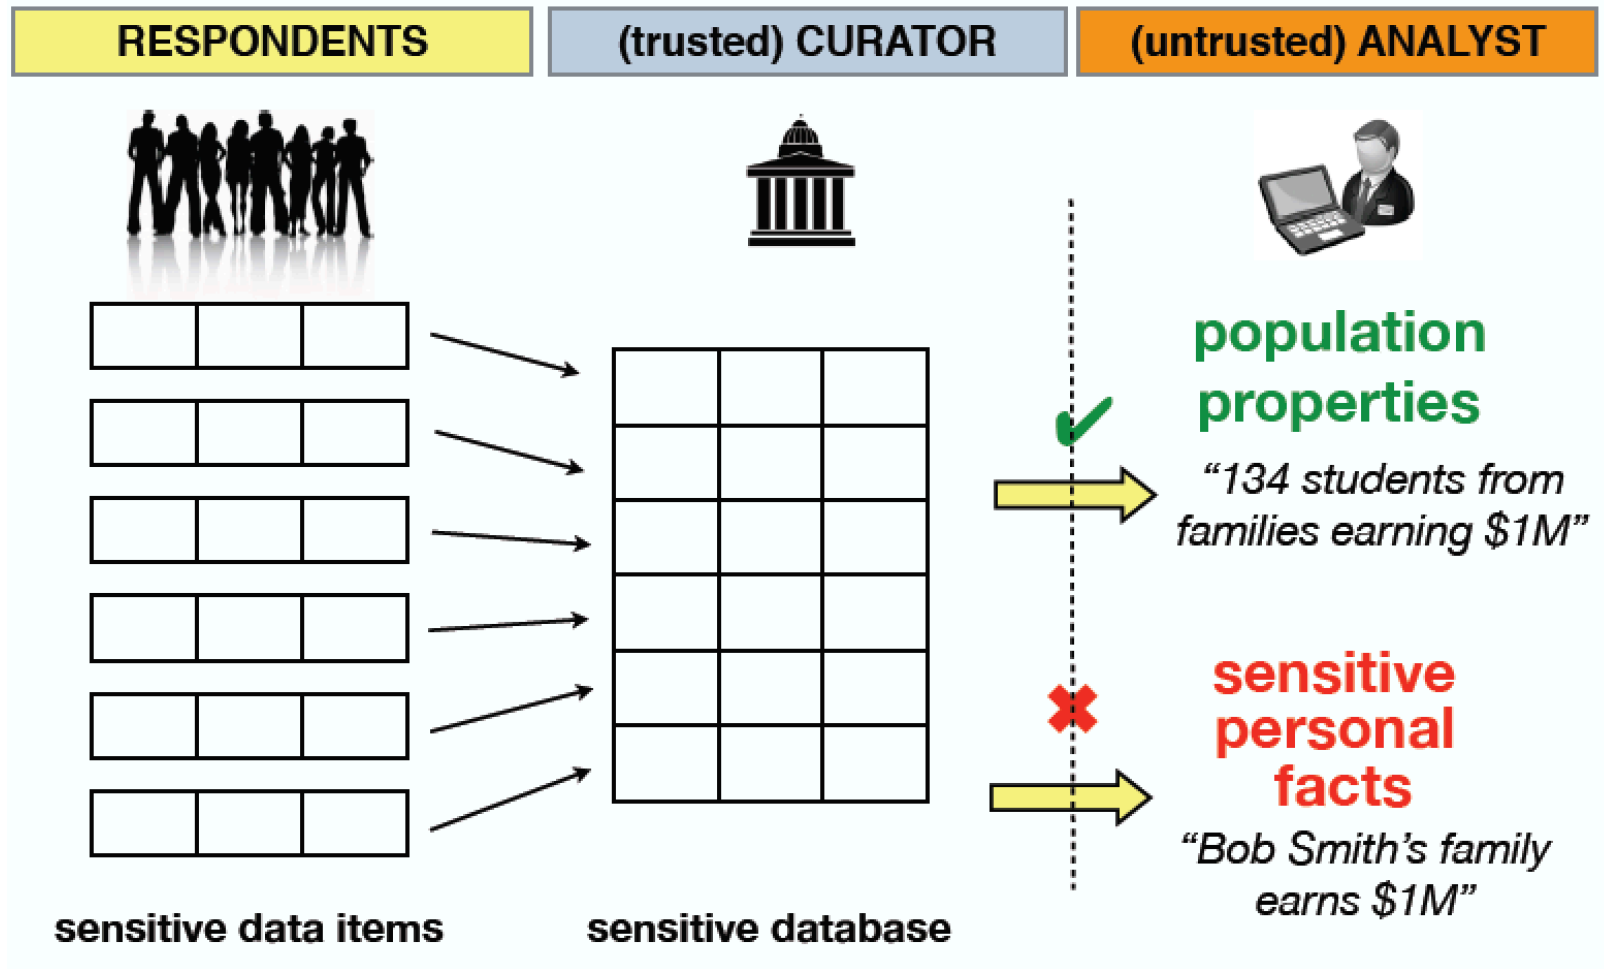 RESPONDENTS
(trusted) CURATOR
(untrusted) ANALYST
population
properties
“134 students from
families earning $1M”
sensitive
personal
facts
“Bob Smith’s family
earns $1M”
sensitive data items
sensitive database